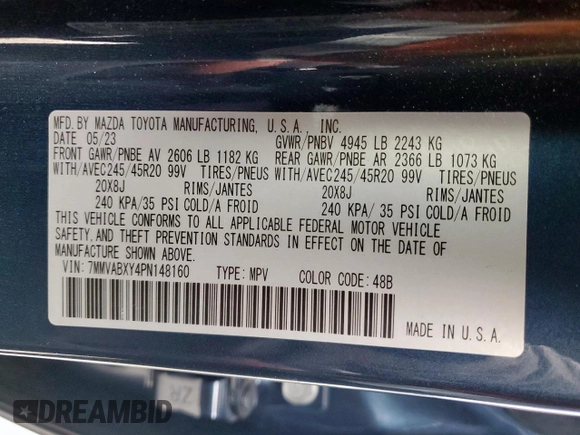 MFD.BY MAZDA TOYOTA MANUFACTURING, U.S.A., INC.
DATE 05/23 GVWR/PNBV 4945 LB 2243 KG
FRONT GAWR/PNBE AV 2606 LB 1182 KG REAR GAWR/PNBE AR 2366 LB 1073 KG
WITH/AVEC245/45R20 99V TIRES/PNEUS WITH/AVEC245/45R20 99V TIRES/PNEUS
20X8J RIMS/JANTES 20X8J RIMS/JANTES
240 KPA/35 PSI COLD/A FROID 240 KPA/ 35 PSI COLD/A FROID
THIS VEHICLE CONFORMS TO ALL APPLICABLE FEDERAL MOTOR VEHICLE
SAFETY, AND THEFT PREVENTION STANDARDS IN EFFECT ON THE DATE OF
MANUFACTURE SHOWN ABOVE.
VIN: 7MMVABXY4PN148160 TYPE: MPV COLOR CODE: 48B
MADE IN U.S.A.
ZR
DREAMBID